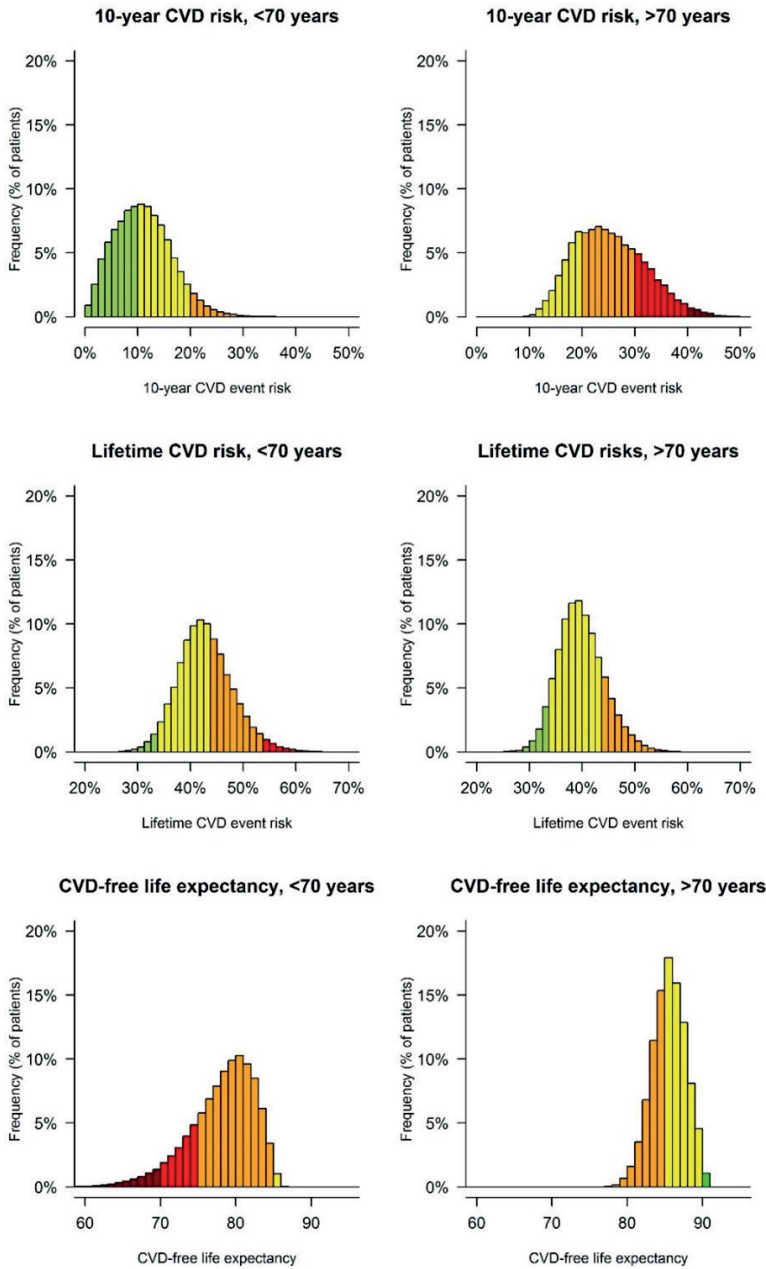 10-year CVD risk, <70 years
20%
15%
10%
5%
0%
Frequency (% of patients)
0% 10% 20% 30% 40% 50%
10-year CVD event risk
10-year CVD risk, >70 years
20%
15%
10%
5%
0%
Frequency (% of patients)
0% 10% 20% 30% 40% 50%
10-year CVD event risk
Lifetime CVD risk, <70 years
20%
15%
10%
5%
0%
Frequency (% of patients)
20% 30% 40% 50% 60% 70%
Lifetime CVD event risk
Lifetime CVD risks, >70 years
20%
15%
10%
5%
0%
Frequency (% of patients)
20% 30% 40% 50% 60% 70%
Lifetime CVD event risk
CVD-free life expectancy, <70 years
20%
15%
10%
5%
0%
Frequency (% of patients)
60 70 80 90
CVD-free life expectancy
CVD-free life expectancy, >70 years
20%
15%
10%
5%
0%
Frequency (% of patients)
60 70 80 90
CVD-free life expectancy